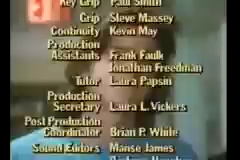 Key Grip Paul Smith
Grip Steve Massey
Continuity Kevin May
Production
Assistants Frank Faulk
Jonathan Freedman
Tutor Laura Papsin
Production
Secretary Laura L. Vickers
Post Production
Coordinator Brian P. White
Sound Editors Manse James